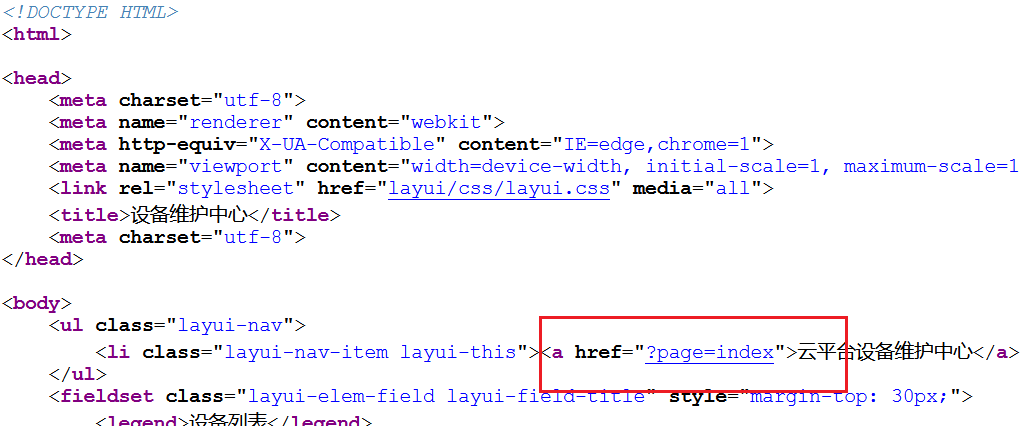 <!DOCTYPE HTML>
<html>
<head>
<meta charset="utf-8">
<meta name="renderer" content="webkit">
<meta http-equiv="X-UA-Compatible" content="IE=edge,chrome=1">
<meta name="viewport" content="width=device-width, initial-scale=1, maximum-scale=1
<link rel="stylesheet" href="layui/css/layui.css" media="all">
<title>设备维护中心</title>
<meta charset="utf-8">
</head>
<body>
<ul class="layui-nav">
<li class="layui-nav-item layui-this"><a href="?page=index">云平台设备维护中心</a>
</ul>
<fieldset class="layui-elem-field layui-field-title" style="margin-top: 30px;">
<legend>设备列表</legend>